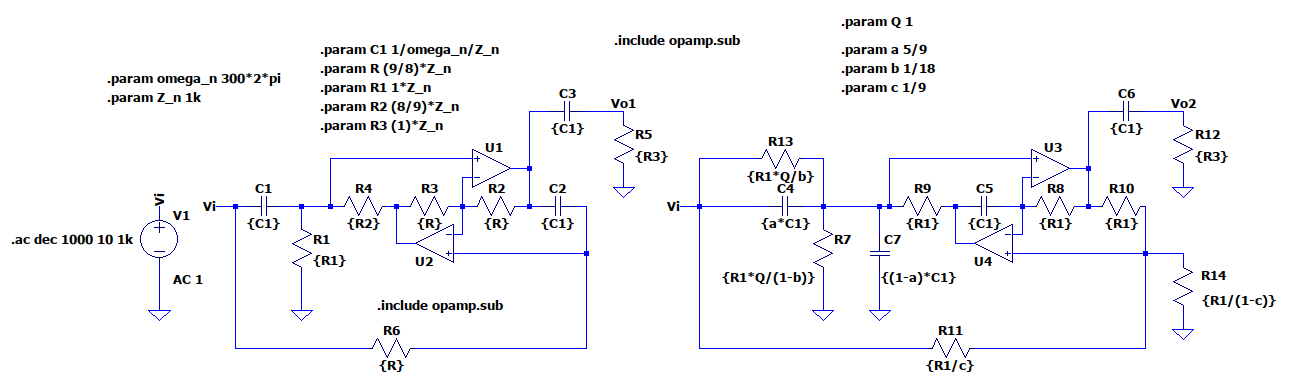 .param Q 1
.include opamp.sub
.param C1 1/omega_n/Z_n
.param a 5/9
.param R (9/8)*Z_n
.param b 1/18
.param omega_n 300*2*pi
.param R1 1*Z_n
.param c 1/9
.param Z_n 1k
.param R2 (8/9)*Z_n
.param R3 (1)*Z_n
C3
Vo1
{C1}
R5
{R3}
C6
Vo2
{C1}
R12
{R3}
U1
R13
{R1*Q/b}
U3
Vi
V1
AC 1
.ac dec 1000 10 1k
Vi
C1
{C1}
R4
{R2}
R3
{R}
R2
{R}
C2
{C1}
R1
{R1}
U2
+
−
+
−
+
−
Vi
C4
{a*C1}
R9
{R1}
C5
{C1}
R8
{R1}
R10
{R1}
R7
{R1*Q/(1-b)}
C7
{(1-a)*C1}
U4
+
−
+
−
R14
{R1/(1-c)}
.include opamp.sub
R6
{R}
R11
{R1/c}